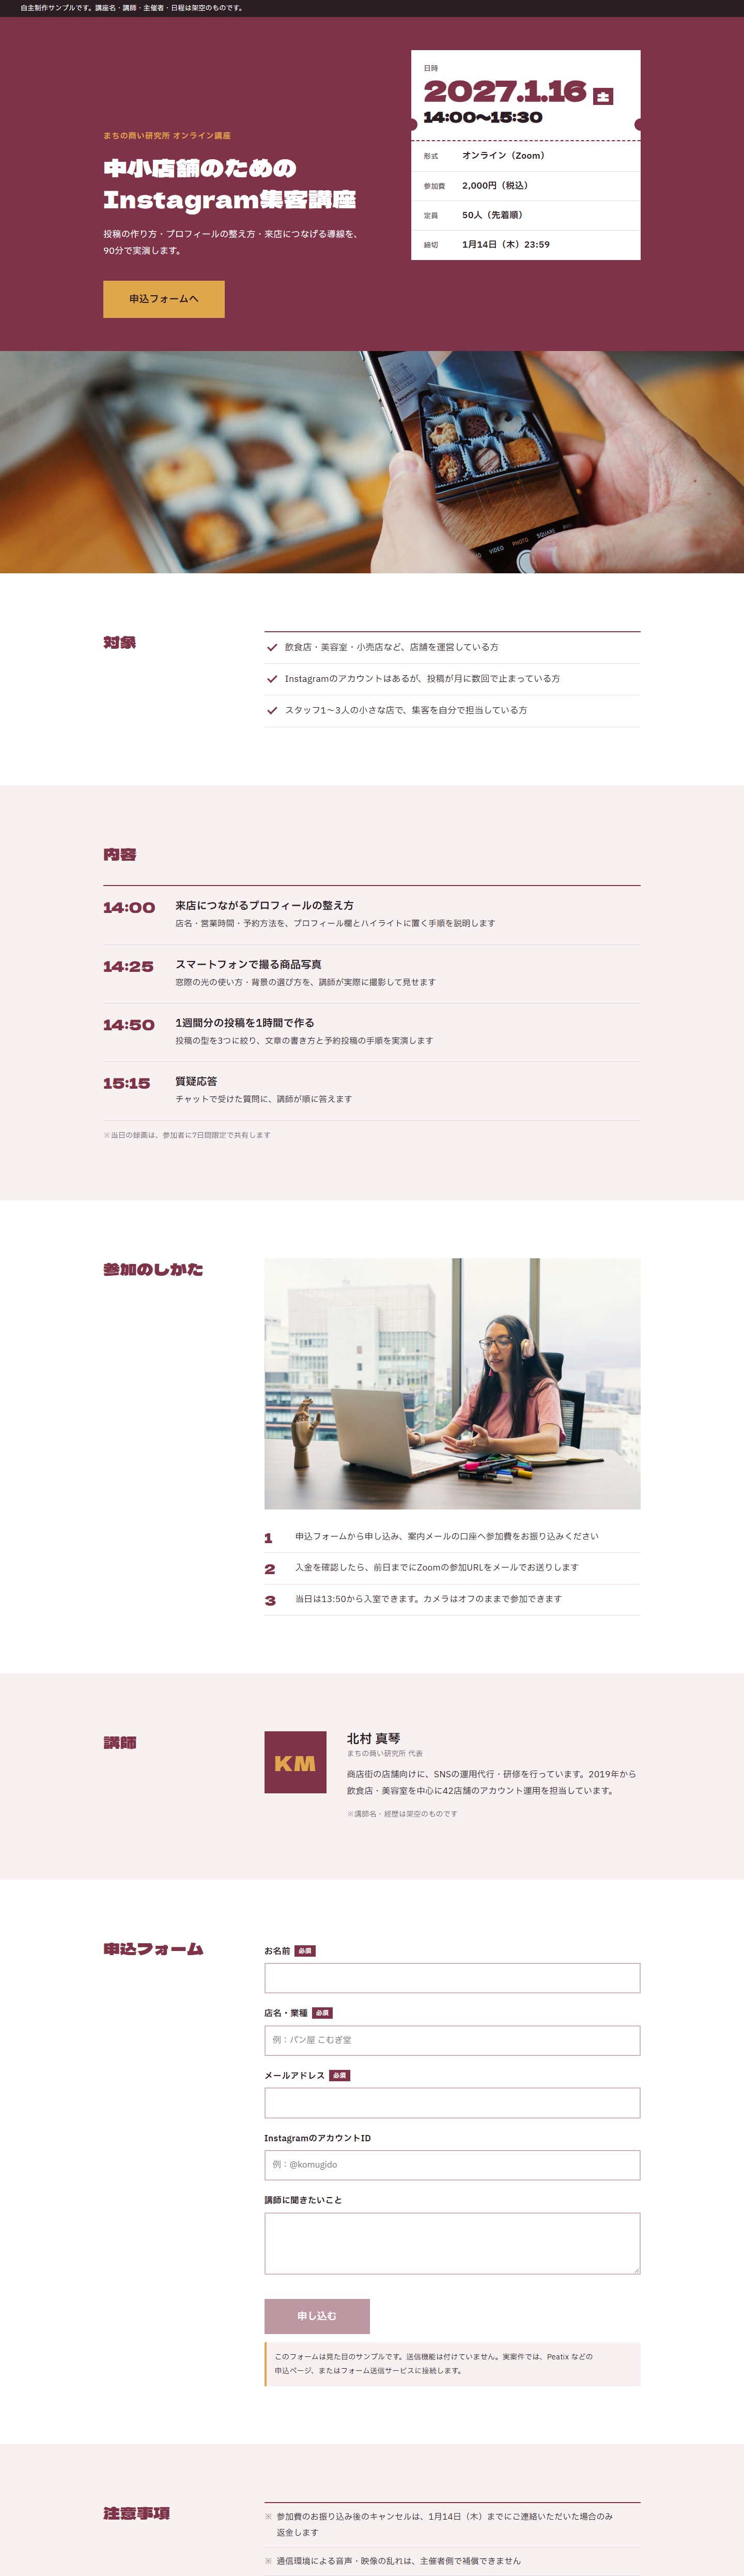 自主制作サンプルです。講座名・講師・主催者・日程は架空のものです。
まちの商い研究所 オンライン講座
中小店舗のための
Instagram集客講座
投稿の作り方・プロフィールの整え方・来店につなげる導線を、
90分で実演します。
申込フォームへ
日時
2027.1.16 土
14:00〜15:30
形式 オンライン（Zoom）
参加費 2,000円（税込）
定員 50人（先着順）
締切 1月14日（木）23:59
VIDEO PHOTO SQUARE
対象
飲食店・美容室・小売店など、店舗を運営している方
Instagramのアカウントはあるが、投稿が月に数回で止まっている方
スタッフ1〜3人の小さな店で、集客を自分で担当している方
内容
14:00 来店につながるプロフィールの整え方
店名・営業時間・予約方法を、プロフィール欄とハイライトに置く手順を説明します
14:25 スマートフォンで撮る商品写真
窓際の光の使い方・背景の選び方を、講師が実際に撮影して見せます
14:50 1週間分の投稿を1時間で作る
投稿の型を3つに絞り、文章の書き方と予約投稿の手順を実演します
15:15 質疑応答
チャットで受けた質問に、講師が順に答えます
※当日の録画は、参加者に7日間限定で共有します
参加のしかた
1 申込フォームから申し込み、案内メールの口座へ参加費をお振り込みください
2 入金を確認したら、前日までにZoomの参加URLをメールでお送りします
3 当日は13:50から入室できます。カメラはオフのままで参加できます
講師
KM
北村 真琴
まちの商い研究所 代表
商店街の店舗向けに、SNSの運用代行・研修を行っています。2019年から
飲食店・美容室を中心に42店舗のアカウント運用を担当しています。
※講師名・経歴は架空のものです
申込フォーム
お名前 必須
店名・業種 必須
例：パン屋 こむぎ堂
メールアドレス 必須
InstagramのアカウントID
例：@komugido
講師に聞きたいこと
申し込む
このフォームは見た目のサンプルです。送信機能は付けていません。実案件では、Peatix などの
申込ページ、またはフォーム送信サービスに接続します。
注意事項
※ 参加費のお振り込み後のキャンセルは、1月14日（木）までにご連絡いただいた場合のみ
返金します
※ 通信環境による音声・映像の乱れは、主催者側で補償できません